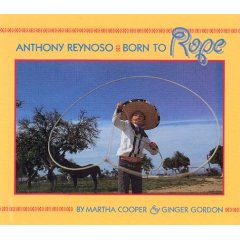 ANTHONY REYNOSO BORN TO Rope
BY MARTHA COOPER & GINGER GORDON